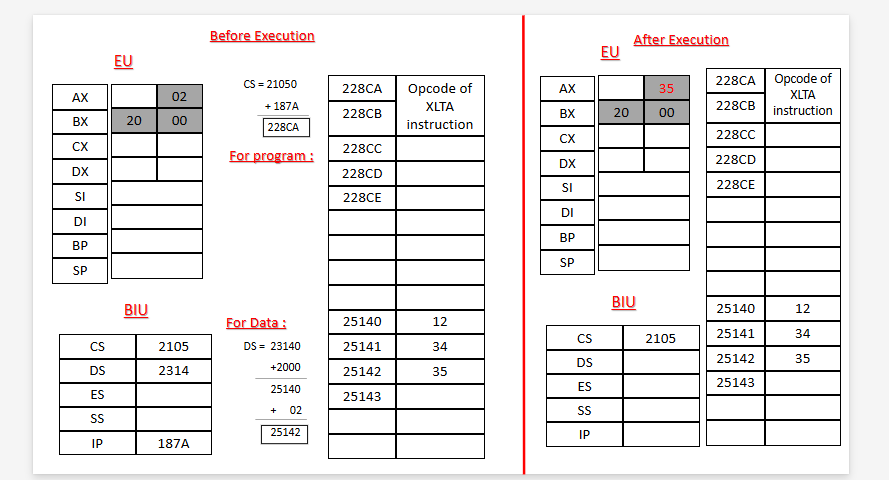 Before Execution
EU
AX 02
BX 20 00
CX
DX
SI
DI
BP
SP
CS = 21050
+ 187A
228CA
For program :
228CA Opcode of XLTA instruction
228CB
228CC
228CD
228CE
25140 12
25141 34
25142 35
25143
BIU
CS 2105
DS 2314
ES
SS
IP 187A
For Data :
DS = 23140
+2000
25140
+ 02
25142
After Execution
EU
AX 35
BX 20 00
CX
DX
SI
DI
BP
SP
228CA Opcode of XLTA instruction
228CB
228CC
228CD
228CE
25140 12
25141 34
25142 35
25143
BIU
CS 2105
DS
ES
SS
IP